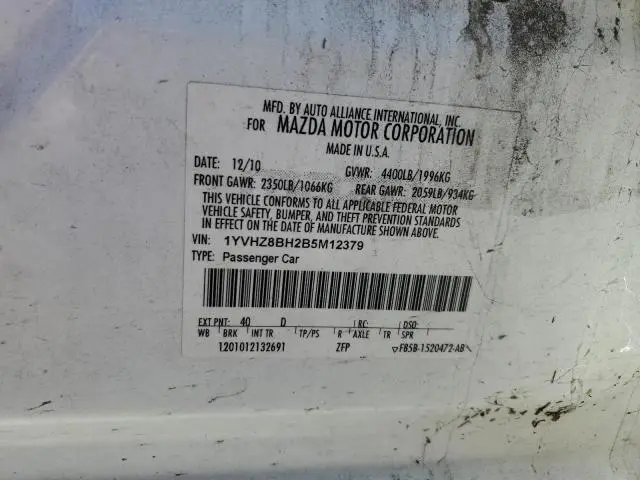 MFD. BY AUTO ALLIANCE INTERNATIONAL, INC.
FOR MAZDA MOTOR CORPORATION
MADE IN U.S.A.
DATE: 12/10 GVWR: 4400LB/1996KG
FRONT GAWR: 2350LB/1066KG REAR GAWR: 2059LB/934KG
THIS VEHICLE CONFORMS TO ALL APPLICABLE FEDERAL MOTOR
VEHICLE SAFETY, BUMPER, AND THEFT PREVENTION STANDARDS
IN EFFECT ON THE DATE OF MANUFACTURE SHOWN ABOVE.
VIN: 1YVHZ8BH2B5M12379
TYPE: Passenger Car
EXT PNT: 40 D RC: DSO:
WB BRK INT TR TP/PS R AXLE TR SPR
1201012132691 ZFP F85B-1520472-AB